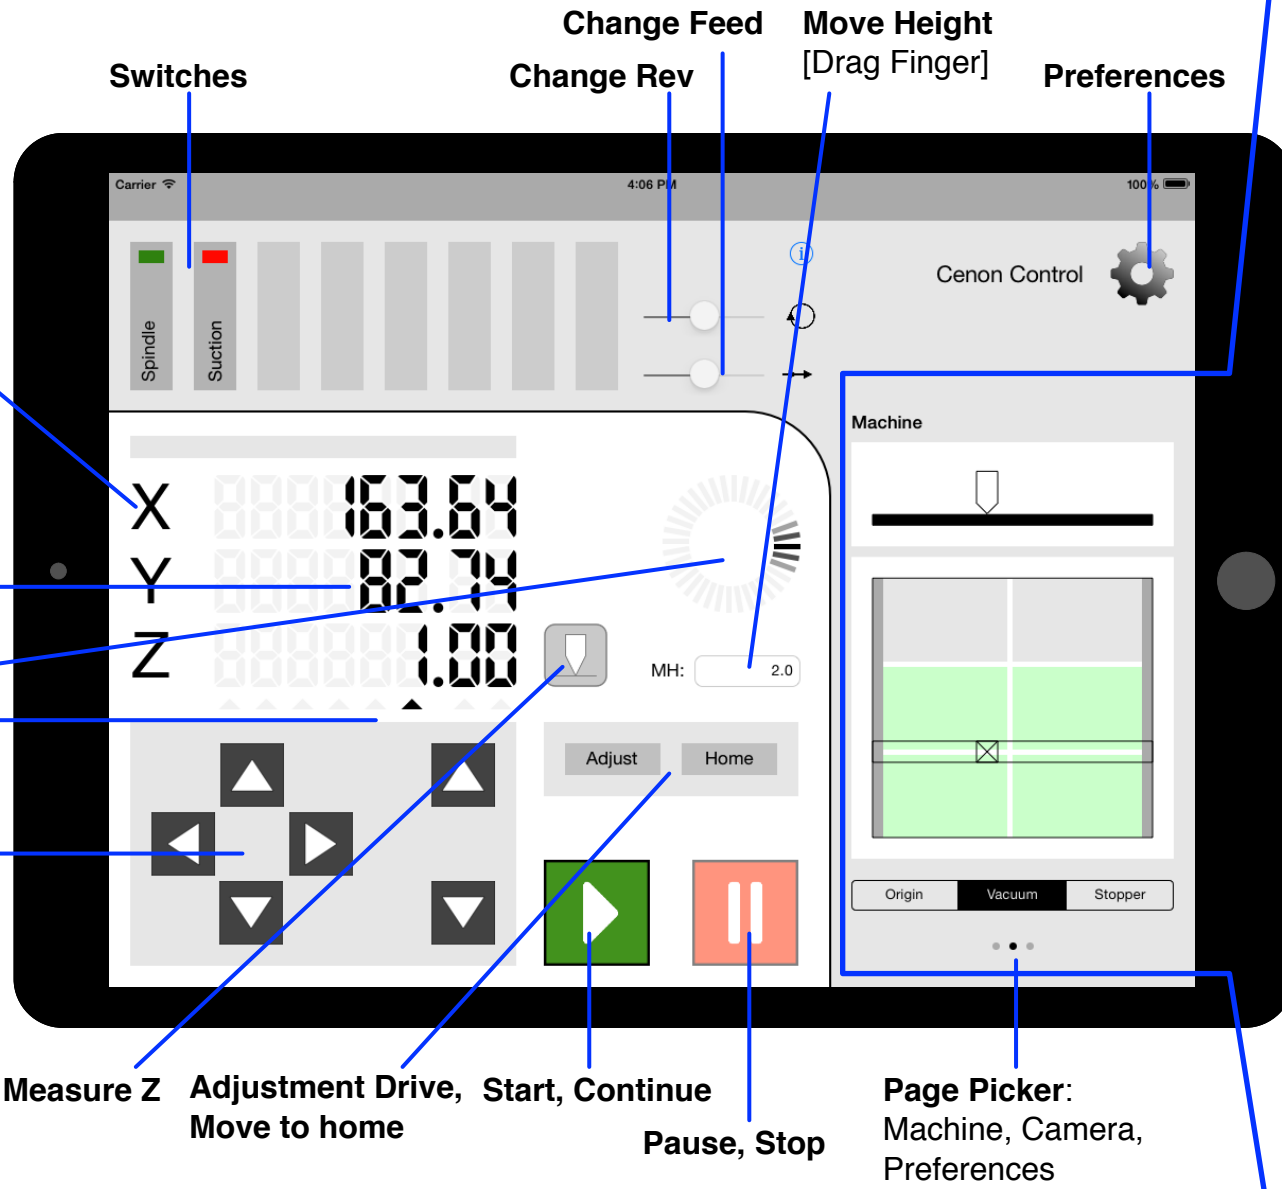 Change Feed
Move Height
[Drag Finger]
Switches
Change Rev
Preferences
Carrier
4:06 PM
100%
Spindle
Suction
i
Cenon Control
Machine
X 163.64
Y 82.74
Z 1.00
MH: 2.0
Adjust
Home
Origin
Vacuum
Stopper
Measure Z
Adjustment Drive,
Move to home
Start, Continue
Pause, Stop
Page Picker:
Machine, Camera,
Preferences